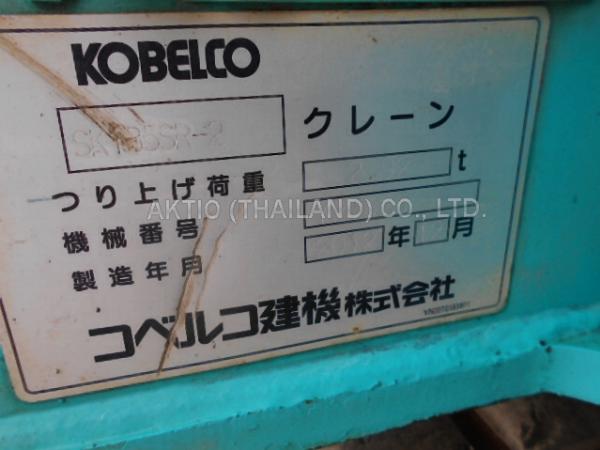 KOBELCO
SK135SR-2 クレーン
つり上げ荷重 t
機械番号
製造年月 年 月
コベルコ建機株式会社
AKTIO (THAILAND) CO., LTD.